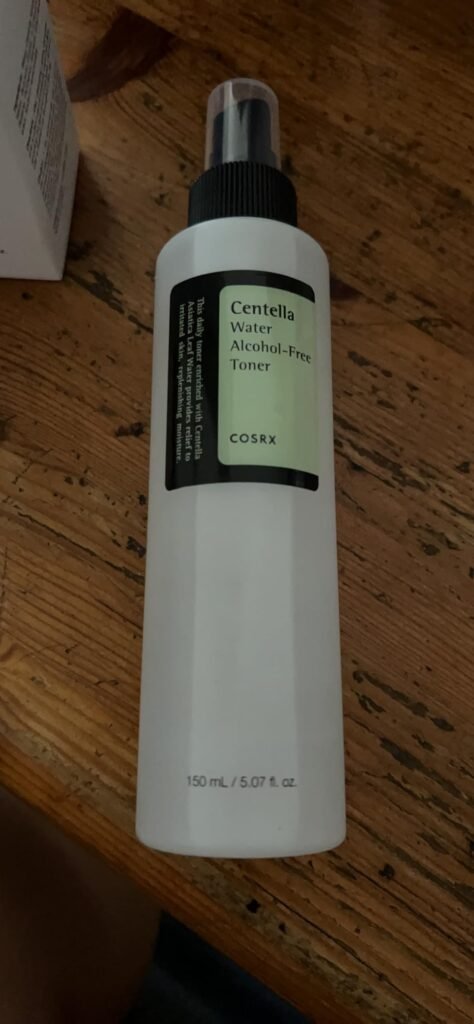 Centella
Water
Alcohol-Free
Toner
COSRX
This daily toner enriched with Centella
Asiatica Leaf Water provides relief to
irritated skin, replenishing moisture.
150 mL / 5.07 fl. oz.